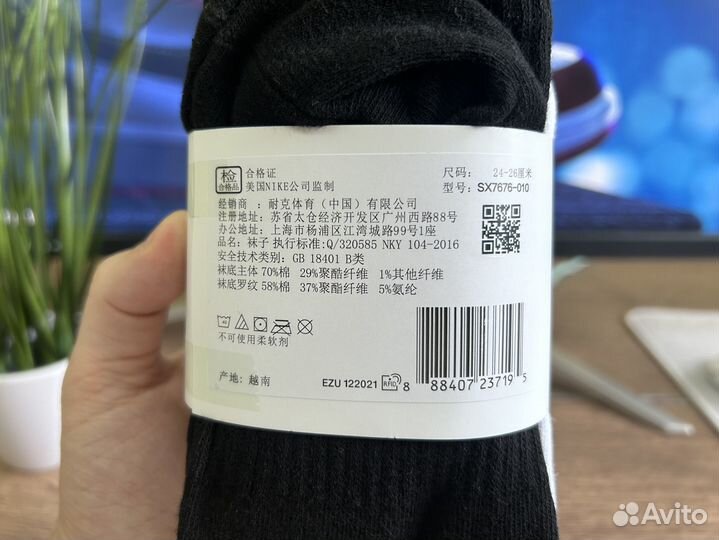 检
合格品
合格证
美国NIKE公司监制
尺码: 24-26厘米
型号: SX7676-010
经销商 : 耐克体育 (中国) 有限公司
注册地址: 苏省太仓经济开发区广州西路88号
办公地址: 上海市杨浦区江湾城路99号1座
品名: 袜子 执行标准:Q/320585 NKY 104-2016
安全技术类别: GB 18401 B类
袜底主体 70%棉 29%聚酯纤维 1%其他纤维
袜底罗纹 58%棉 37%聚酯纤维 5%氨纶
40
不可使用柔软剂
产地: 越南
EZU 122021
RFID
8 88407 23719 5
Avito